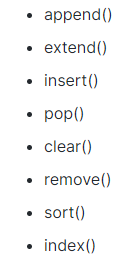 • append()
• extend()
• insert()
• pop()
• clear()
• remove()
• sort()
• index()